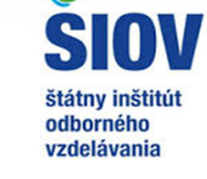 SIOV
štátny inštitút
odborného
vzdelávania